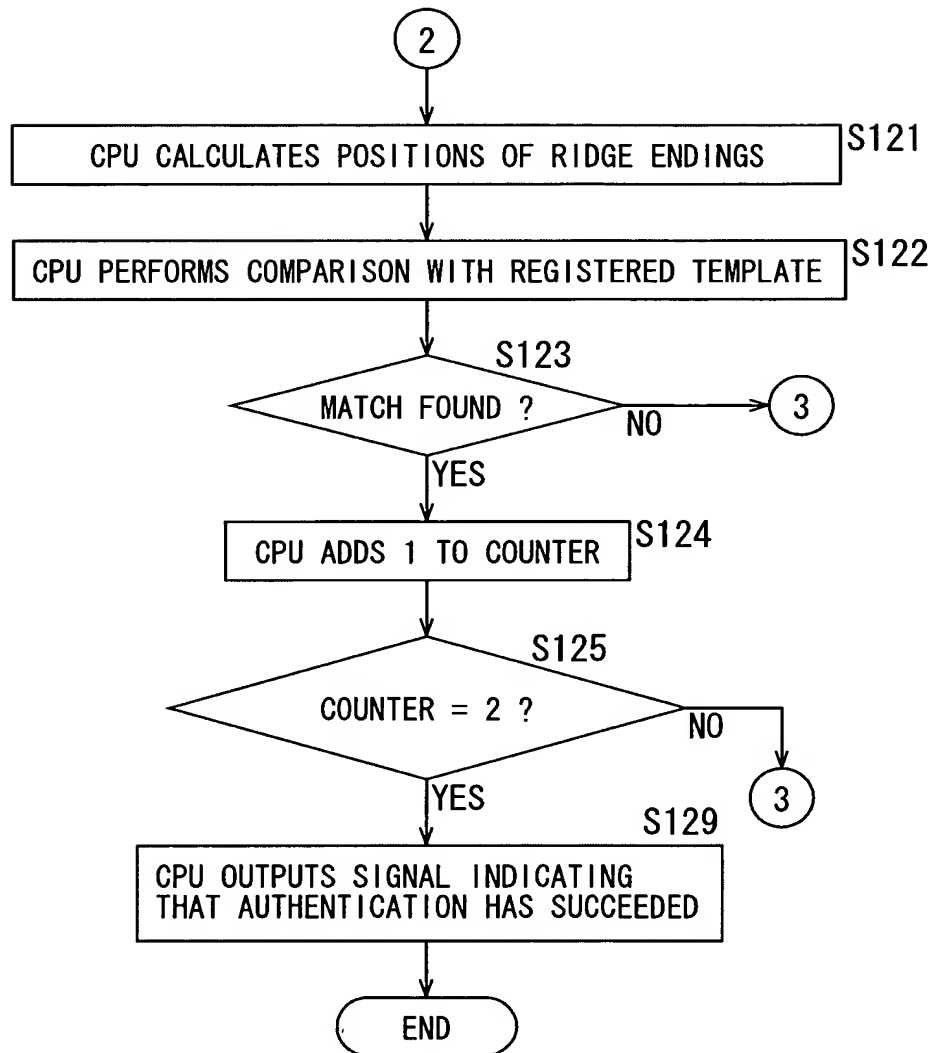 2
CPU CALCULATES POSITIONS OF RIDGE ENDINGS
S121
CPU PERFORMS COMPARISON WITH REGISTERED TEMPLATE
S122
S123
MATCH FOUND ?
NO
3
YES
CPU ADDS 1 TO COUNTER
S124
S125
COUNTER = 2 ?
NO
3
YES
S129
CPU OUTPUTS SIGNAL INDICATING
THAT AUTHENTICATION HAS SUCCEEDED
END